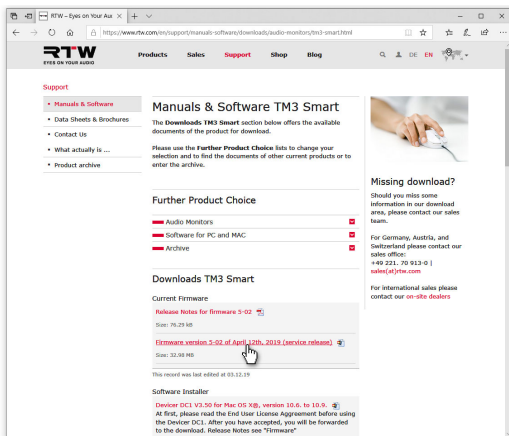 RTW – Eyes on Your Au
https://www.rtw.com/en/support/manuals-software/downloads/audio-monitors/tm3-smart.html
RTW
EYES ON YOUR AUDIO
Products Sales Support Shop Blog DE EN
Support
Manuals & Software
Data Sheets & Brochures
Contact Us
What actually is ...
Product archive
Manuals & Software TM3 Smart
The Downloads TM3 Smart section below offers the available
documents of the product for download.
Please use the Further Product Choice lists to change your
selection and to find the documents of other current products or to
enter the archive.
Further Product Choice
Audio Monitors
Software for PC and MAC
Archive
Downloads TM3 Smart
Current Firmware
Release Notes for firmware 5-02
Size: 76.29 kB
Firmware version 5-02 of April 12th, 2019 (service release)
Size: 32.98 MB
This record was last edited at 03.12.19
Software Installer
Devicer DC1 V3.50 for Mac OS X®, version 10.6. to 10.9.
At first, please read the End User License Aggreement before using
the Devicer DC1. After you have accepted, you will be forwarded
to the download. Release Notes see "Firmware"
Missing download?
Should you miss some
information in our download
area, please contact our sales
team.
For Germany, Austria, and
Switzerland please contact our
sales office:
+49 221. 70 913-0 |
sales(at)rtw.com
For international sales please
contact our on-site dealers